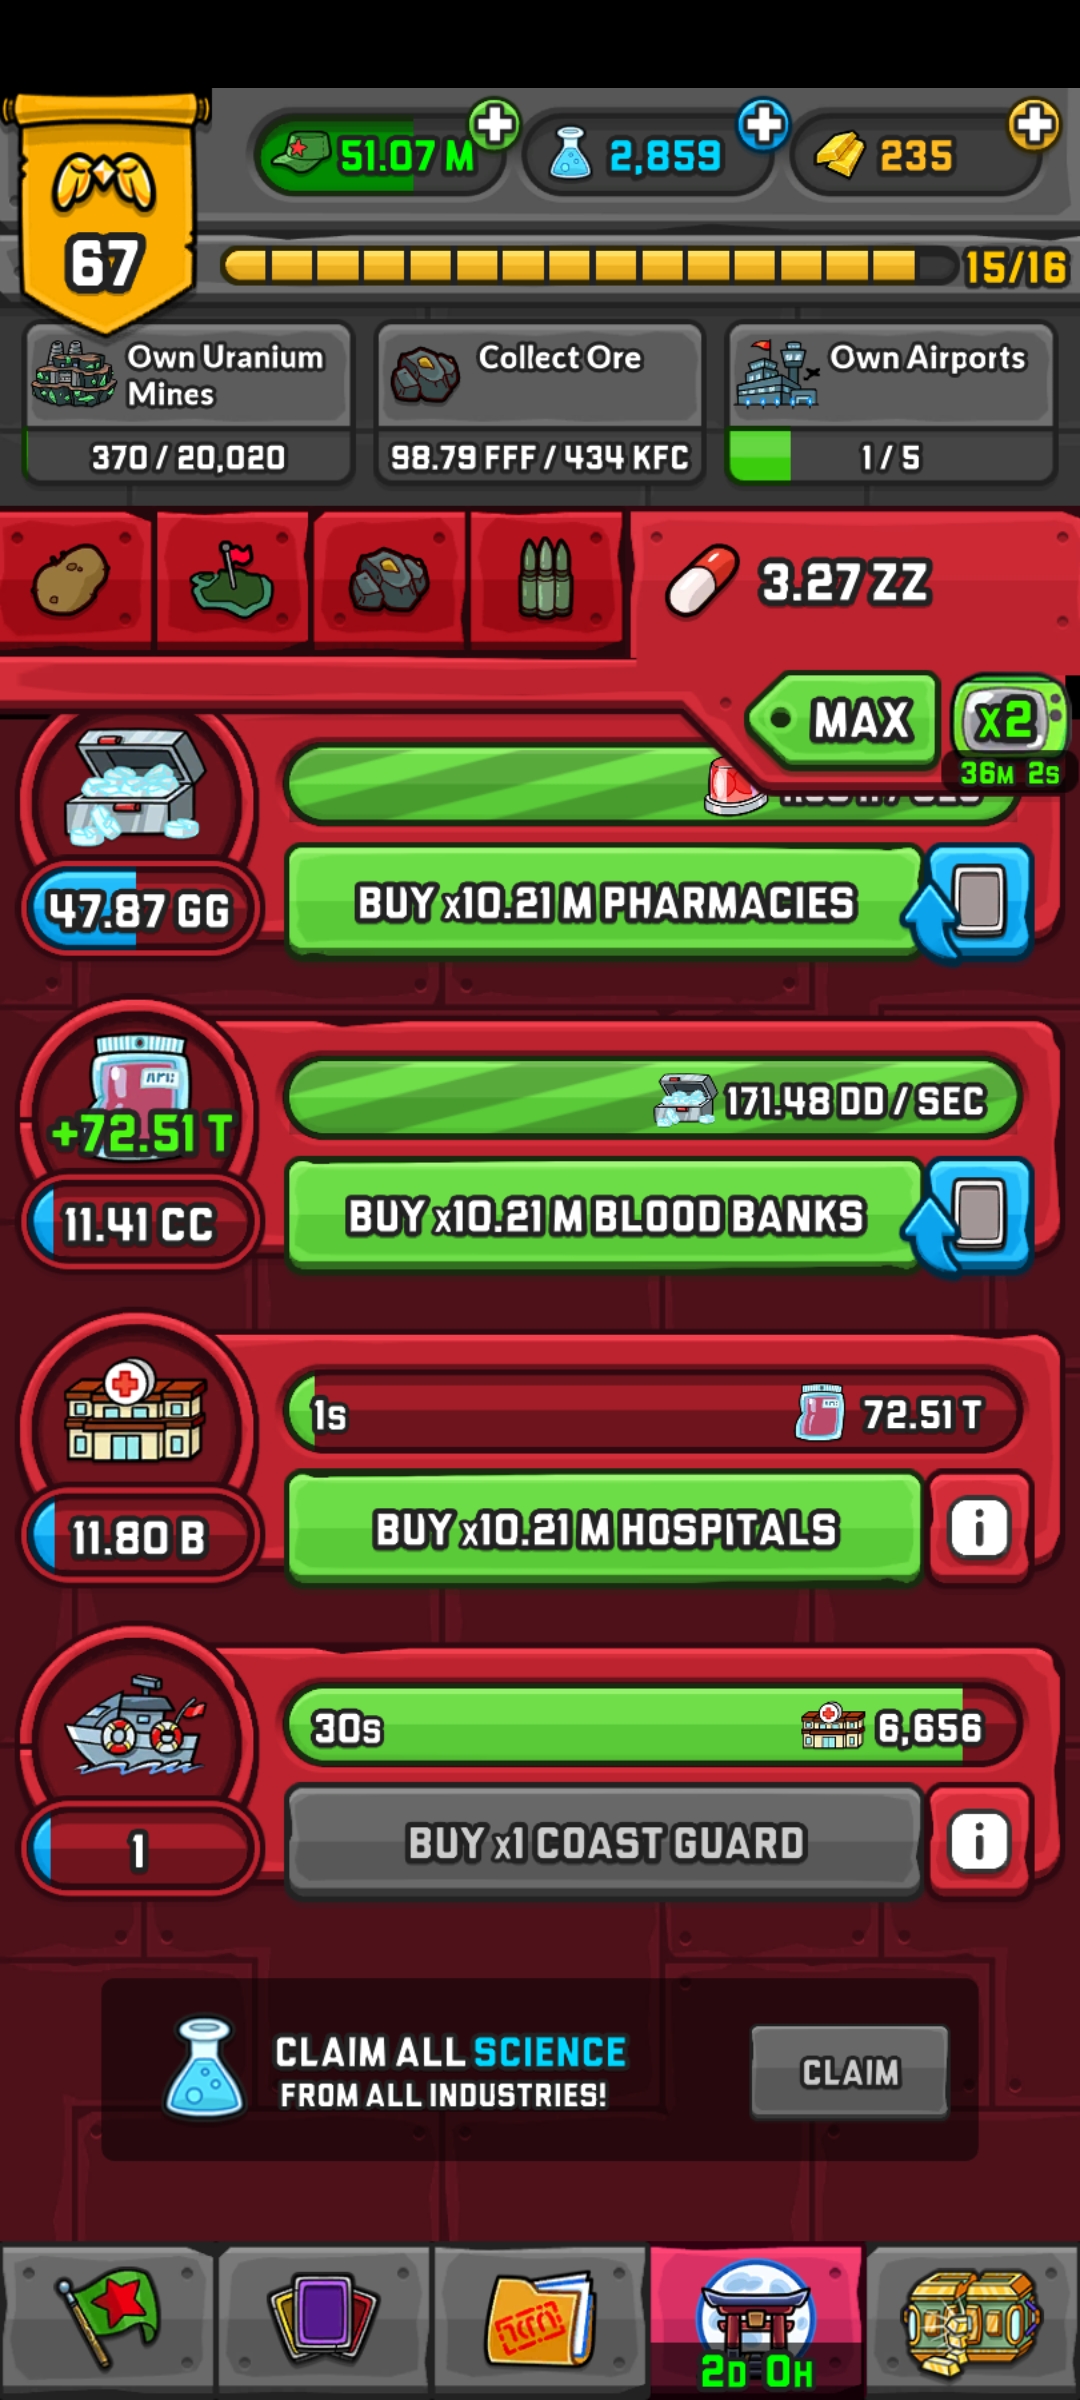 51.07 M
2,859
235
67
15/16
Own Uranium
Mines
Collect Ore
Own Airports
370 / 20,020
98.79 FFF / 434 KFC
1 / 5
3.27 ZZ
MAX
x2
36M 2S
47.87 GG
BUY x10.21 M PHARMACIES
+72.51 T
171.48 DD / SEC
11.41 CC
BUY x10.21 M BLOOD BANKS
1s
72.51 T
11.80 B
BUY x10.21 M HOSPITALS
i
30s
6,656
1
BUY x1 COAST GUARD
i
CLAIM ALL SCIENCE
FROM ALL INDUSTRIES!
CLAIM
2D 0H